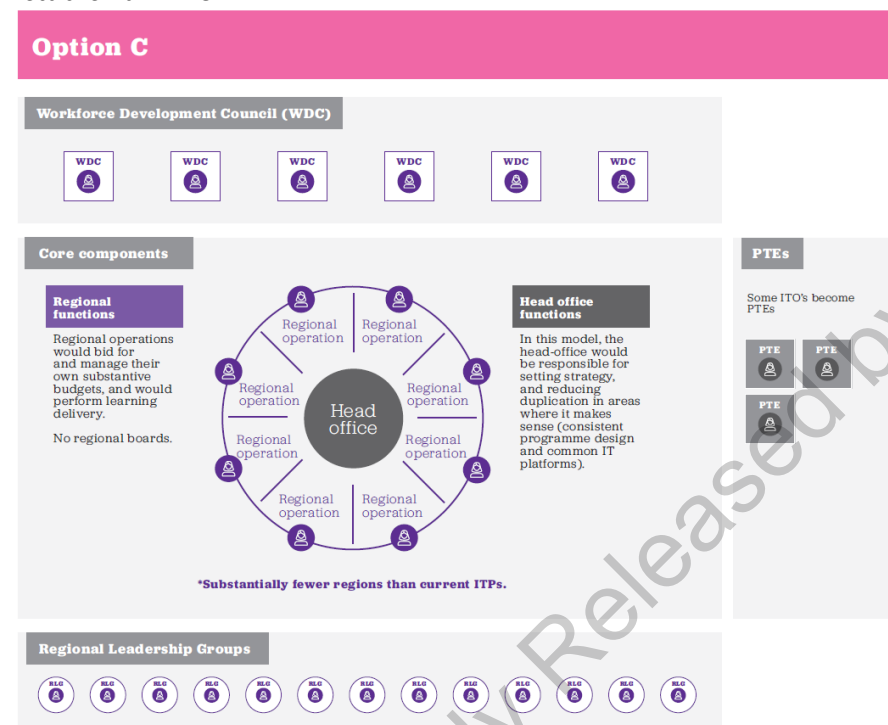 Option C
Workforce Development Council (WDC)
WDC
WDC
WDC
WDC
WDC
WDC
Core components
Regional
functions
Regional operations
would bid for
and manage their
own substantive
budgets, and would
perform learning
delivery.
No regional boards.
Regional
operation
Regional
operation
Regional
operation
Regional
operation
Head
office
Regional
operation
Regional
operation
Regional
operation
Regional
operation
*Substantially fewer regions than current ITPs.
Head office
functions
In this model, the
head-office would
be responsible for
setting strategy,
and reducing
duplication in areas
where it makes
sense (consistent
programme design
and common IT
platforms).
PTEs
Some ITO's become
PTEs
PTE
PTE
PTE
Regional Leadership Groups
RLG
RLG
RLG
RLG
RLG
RLG
RLG
RLG
RLG
RLG
RLG
RLG
RLG
Released by